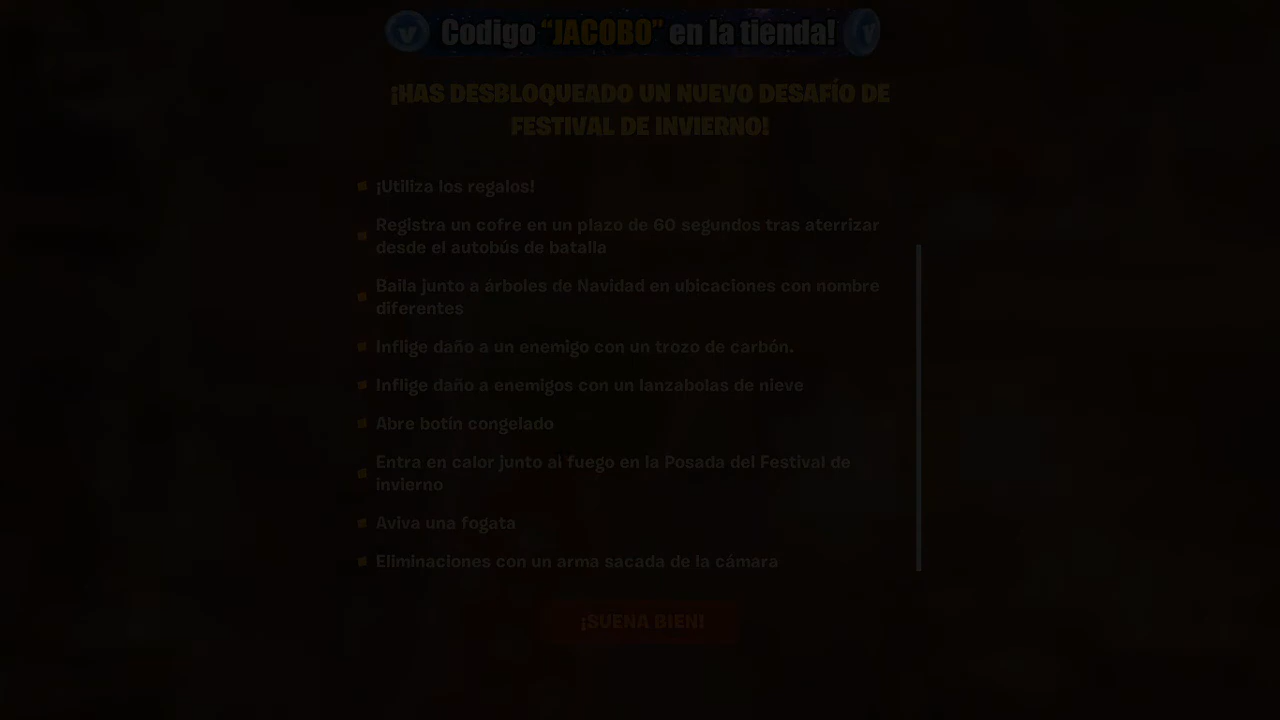 Codigo “JACOBO” en la tienda!
¡HAS DESBLOQUEADO UN NUEVO DESAFÍO DE
FESTIVAL DE INVIERNO!
¡Utiliza los regalos!
Registra un cofre en un plazo de 60 segundos tras aterrizar
desde el autobús de batalla
Baila junto a árboles de Navidad en ubicaciones con nombre
diferentes
Inflige daño a un enemigo con un trozo de carbón.
Inflige daño a enemigos con un lanzabolas de nieve
Abre botín congelado
Entra en calor junto al fuego en la Posada del Festival de
invierno
Aviva una fogata
Eliminaciones con un arma sacada de la cámara
¡SUENA BIEN!